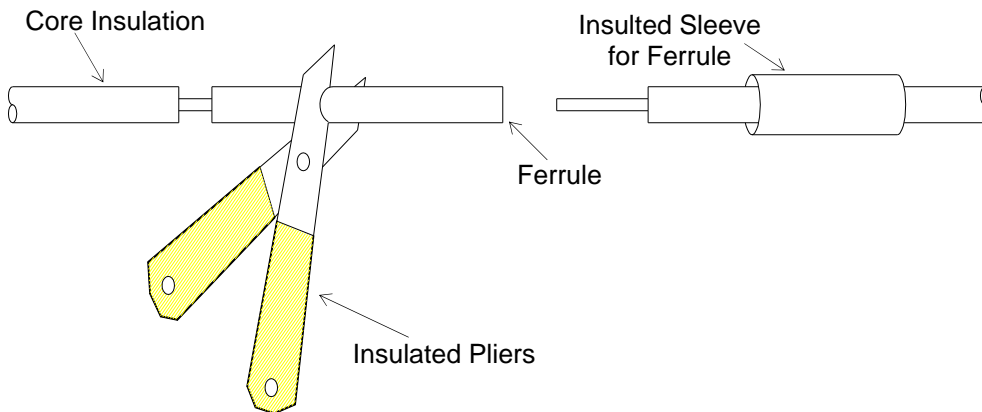 Core Insulation
Insulted Sleeve
for Ferrule
Ferrule
Insulated Pliers